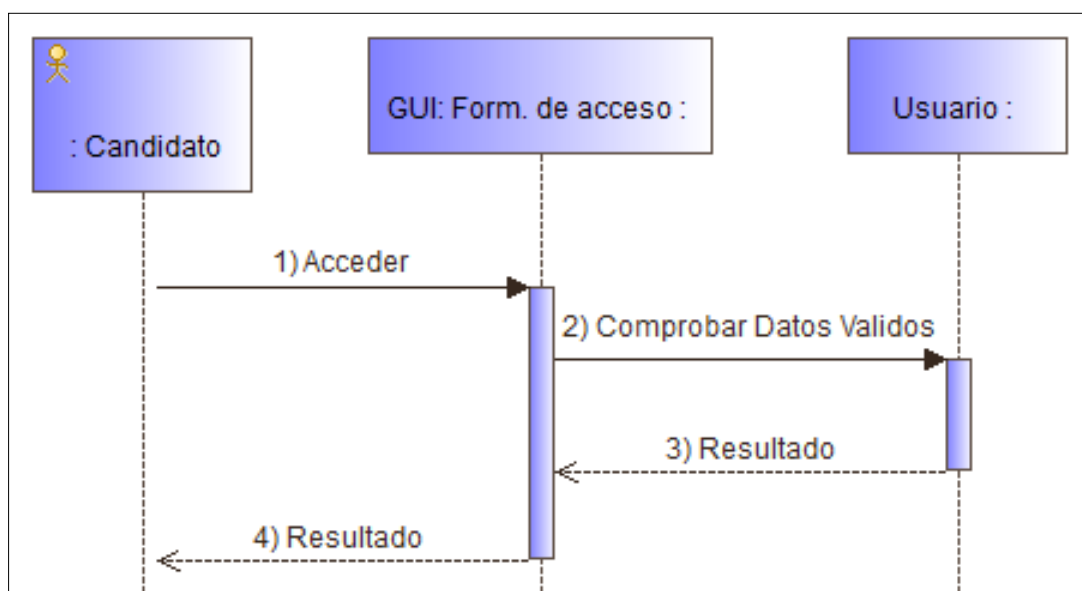 : Candidato
GUI: Form. de acceso :
Usuario :
1) Acceder
2) Comprobar Datos Validos
3) Resultado
4) Resultado